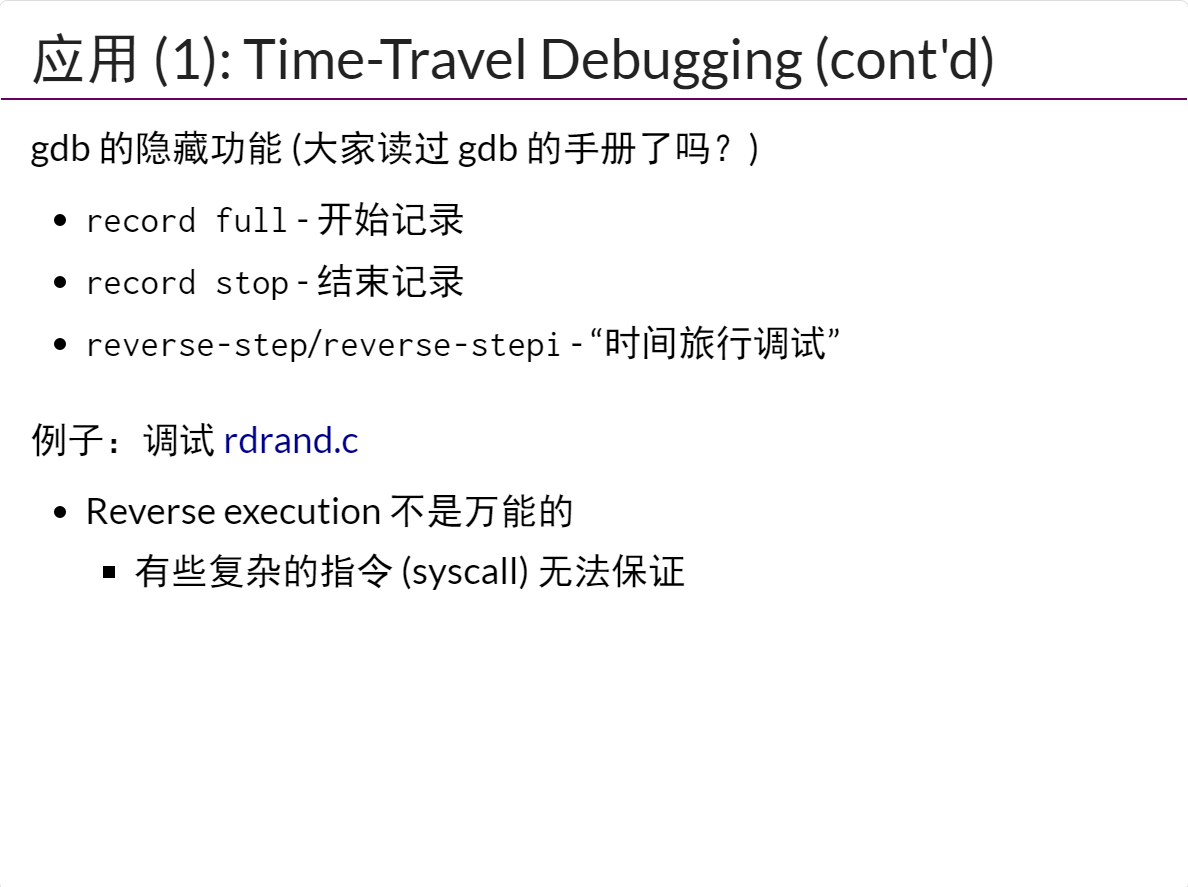 应用 (1): Time-Travel Debugging (cont'd)
gdb 的隐藏功能 (大家读过 gdb 的手册了吗？)
• record full - 开始记录
• record stop - 结束记录
• reverse-step/reverse-stepi - “时间旅行调试”
例子：调试 rdrand.c
• Reverse execution 不是万能的
▪ 有些复杂的指令 (syscall) 无法保证